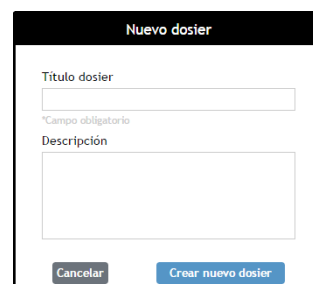 Nuevo dosier
Título dosier
*Campo obligatorio
Descripción
Cancelar
Crear nuevo dosier